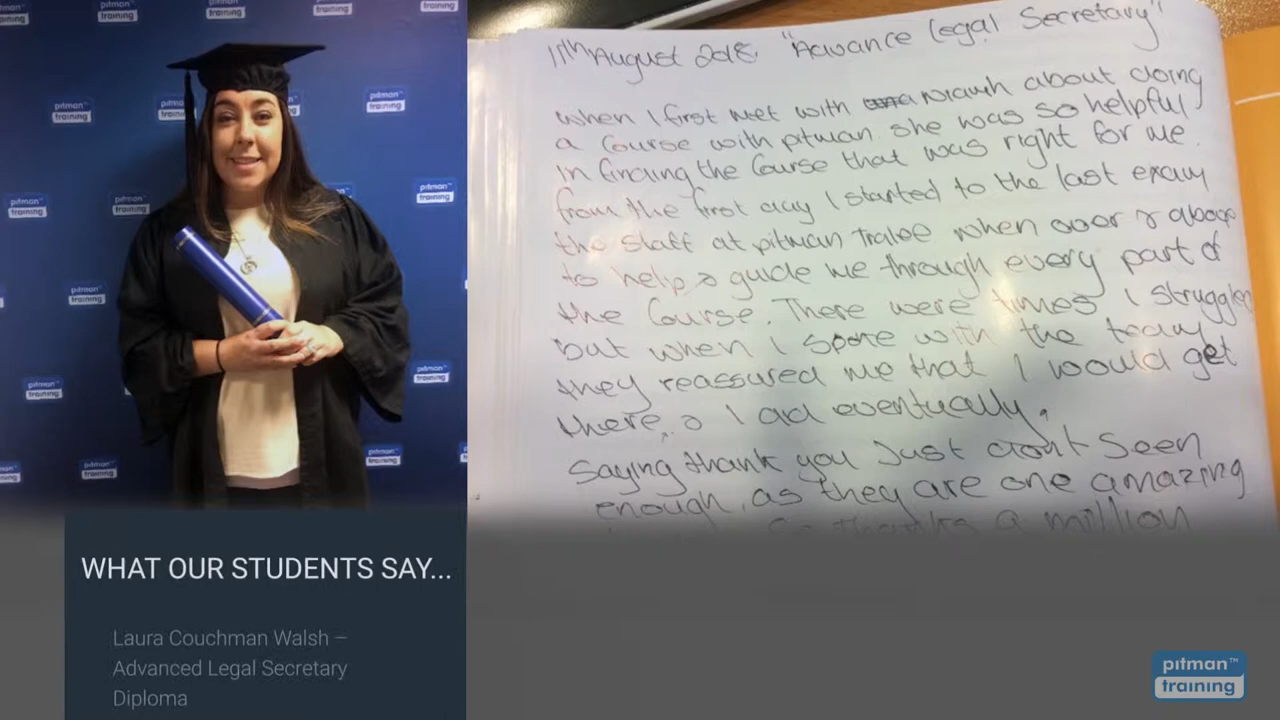 pitman™
training
11th August 2018. "Advance Legal Secretary"
When I first met with Niamh about doing
a Course with pitman. she was so helpful
in finding the Course that was right for me.
from the first day I started to the last exam
the staff at pitman Tralee when over & above
to help & guide me through every part of
the Course. There were times I struggled
but when I spoke with the team
they reassured me that I would get
there & I did eventually.
Saying thank you Just don't Seen
enough, as they are one amazing
thanks a million
WHAT OUR STUDENTS SAY...
Laura Couchman Walsh –
Advanced Legal Secretary
Diploma
pitman™
training